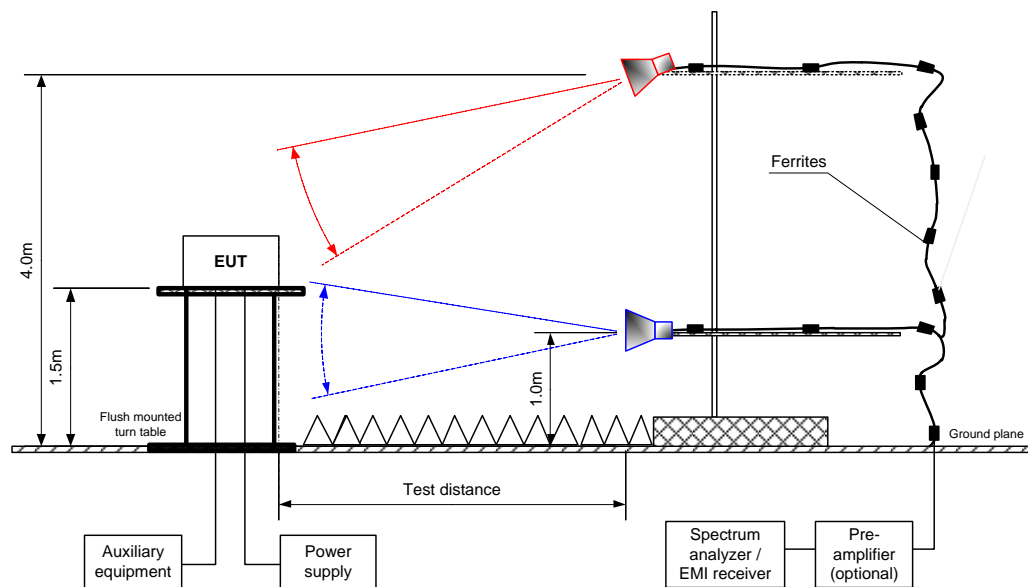 4.0m
Ferrites
EUT
1.5m
1.0m
Flush mounted
turn table
Ground plane
Test distance
Auxiliary
equipment
Power
supply
Spectrum
analyzer /
EMI receiver
Pre-
amplifier
(optional)